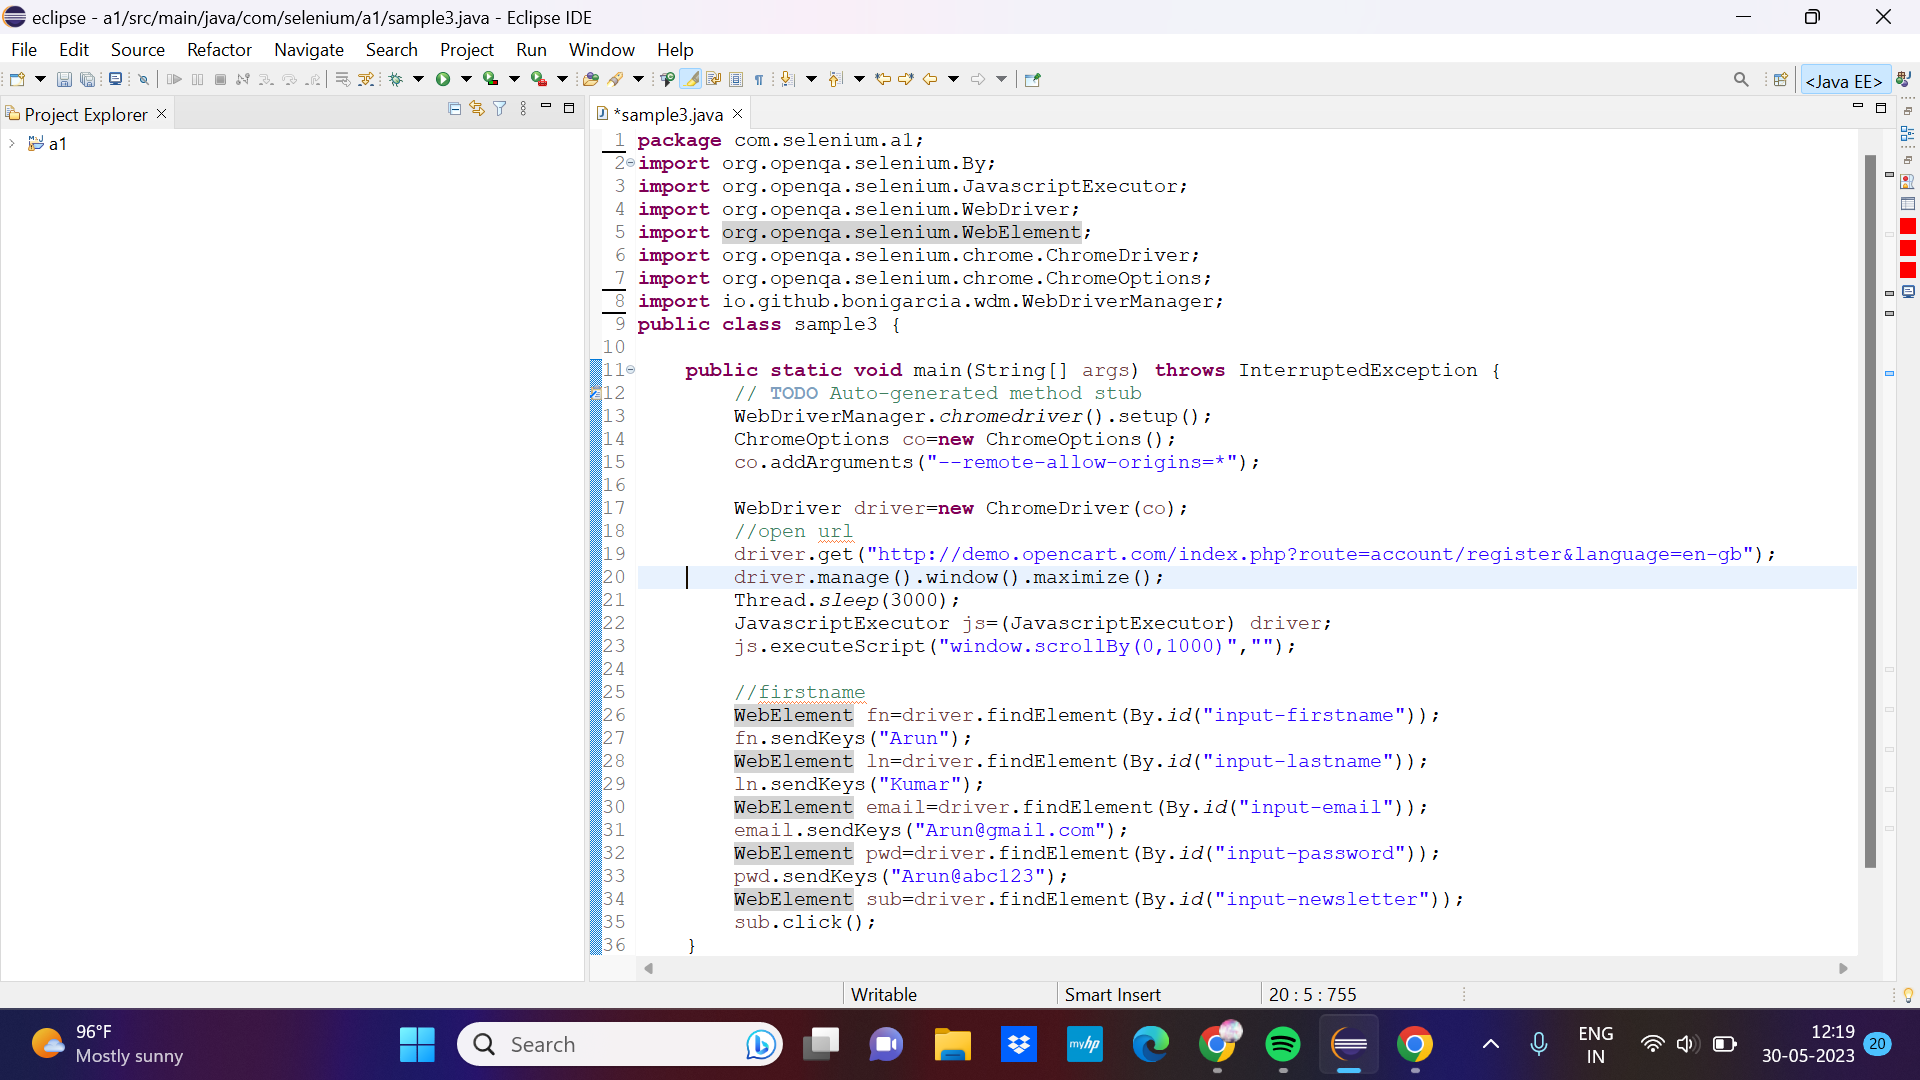 eclipse - a1/src/main/java/com/selenium/a1/sample3.java - Eclipse IDE
File Edit Source Refactor Navigate Search Project Run Window Help
<Java EE>
Project Explorer
a1
*sample3.java
1 package com.selenium.a1;
2 import org.openqa.selenium.By;
3 import org.openqa.selenium.JavascriptExecutor;
4 import org.openqa.selenium.WebDriver;
5 import org.openqa.selenium.WebElement;
6 import org.openqa.selenium.chrome.ChromeDriver;
7 import org.openqa.selenium.chrome.ChromeOptions;
8 import io.github.bonigarcia.wdm.WebDriverManager;
9 public class sample3 {
10
11 public static void main(String[] args) throws InterruptedException {
12 // TODO Auto-generated method stub
13 WebDriverManager.chromedriver().setup();
14 ChromeOptions co=new ChromeOptions();
15 co.addArguments("--remote-allow-origins=*");
16
17 WebDriver driver=new ChromeDriver(co);
18 //open url
19 driver.get("http://demo.opencart.com/index.php?route=account/register&language=en-gb");
20 driver.manage().window().maximize();
21 Thread.sleep(3000);
22 JavascriptExecutor js=(JavascriptExecutor) driver;
23 js.executeScript("window.scrollBy(0,1000)","");
24
25 //firstname
26 WebElement fn=driver.findElement(By.id("input-firstname"));
27 fn.sendKeys("Arun");
28 WebElement ln=driver.findElement(By.id("input-lastname"));
29 ln.sendKeys("Kumar");
30 WebElement email=driver.findElement(By.id("input-email"));
31 email.sendKeys("Arun@gmail.com");
32 WebElement pwd=driver.findElement(By.id("input-password"));
33 pwd.sendKeys("Arun@abc123");
34 WebElement sub=driver.findElement(By.id("input-newsletter"));
35 sub.click();
36 }
Writable Smart Insert 20 : 5 : 755
96°F
Mostly sunny
Search
myhp
ENG
IN
12:19
30-05-2023
20